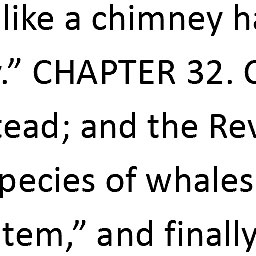 like a chimney ha
.” CHAPTER 32. C
tead; and the Rev
pecies of whales
tem,” and finally